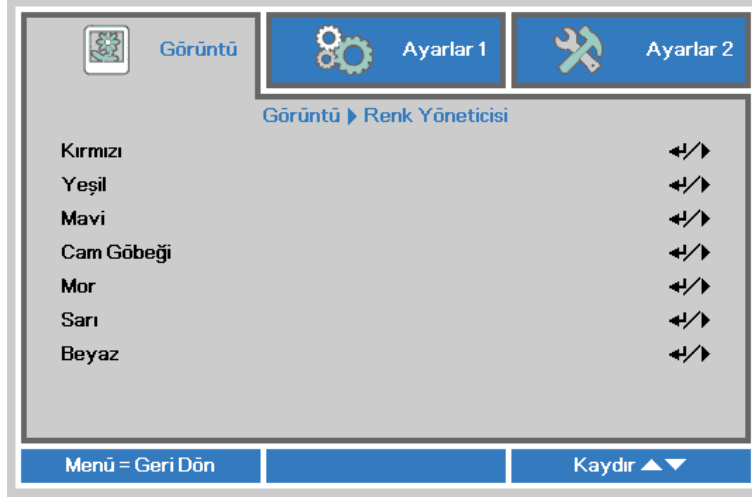 Görüntü
Ayarlar 1
Ayarlar 2
Görüntü ▶ Renk Yöneticisi
Kırmızı ↵/▶
Yeşil ↵/▶
Mavi ↵/▶
Cam Göbeği ↵/▶
Mor ↵/▶
Sarı ↵/▶
Beyaz ↵/▶
Menü = Geri Dön
Kaydır ▲▼